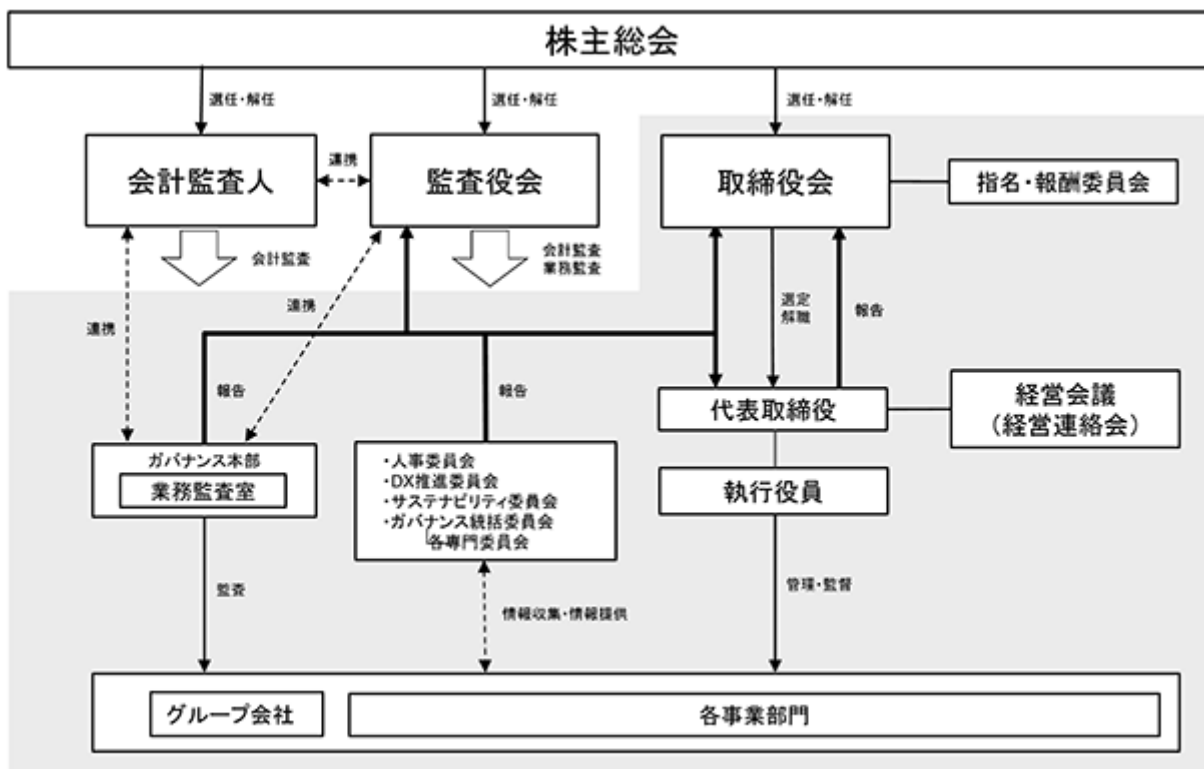 株主総会
選任・解任
選任・解任
選任・解任
会計監査人
連携
監査役会
取締役会
指名・報酬委員会
会計監査
会計監査
業務監査
連携
連携
選定
解職
報告
報告
報告
代表取締役
経営会議
（経営連絡会）
ガバナンス本部
業務監査室
・人事委員会
・DX推進委員会
・サステナビリティ委員会
・ガバナンス統括委員会
各専門委員会
執行役員
監査
情報収集・情報提供
管理・監督
グループ会社
各事業部門